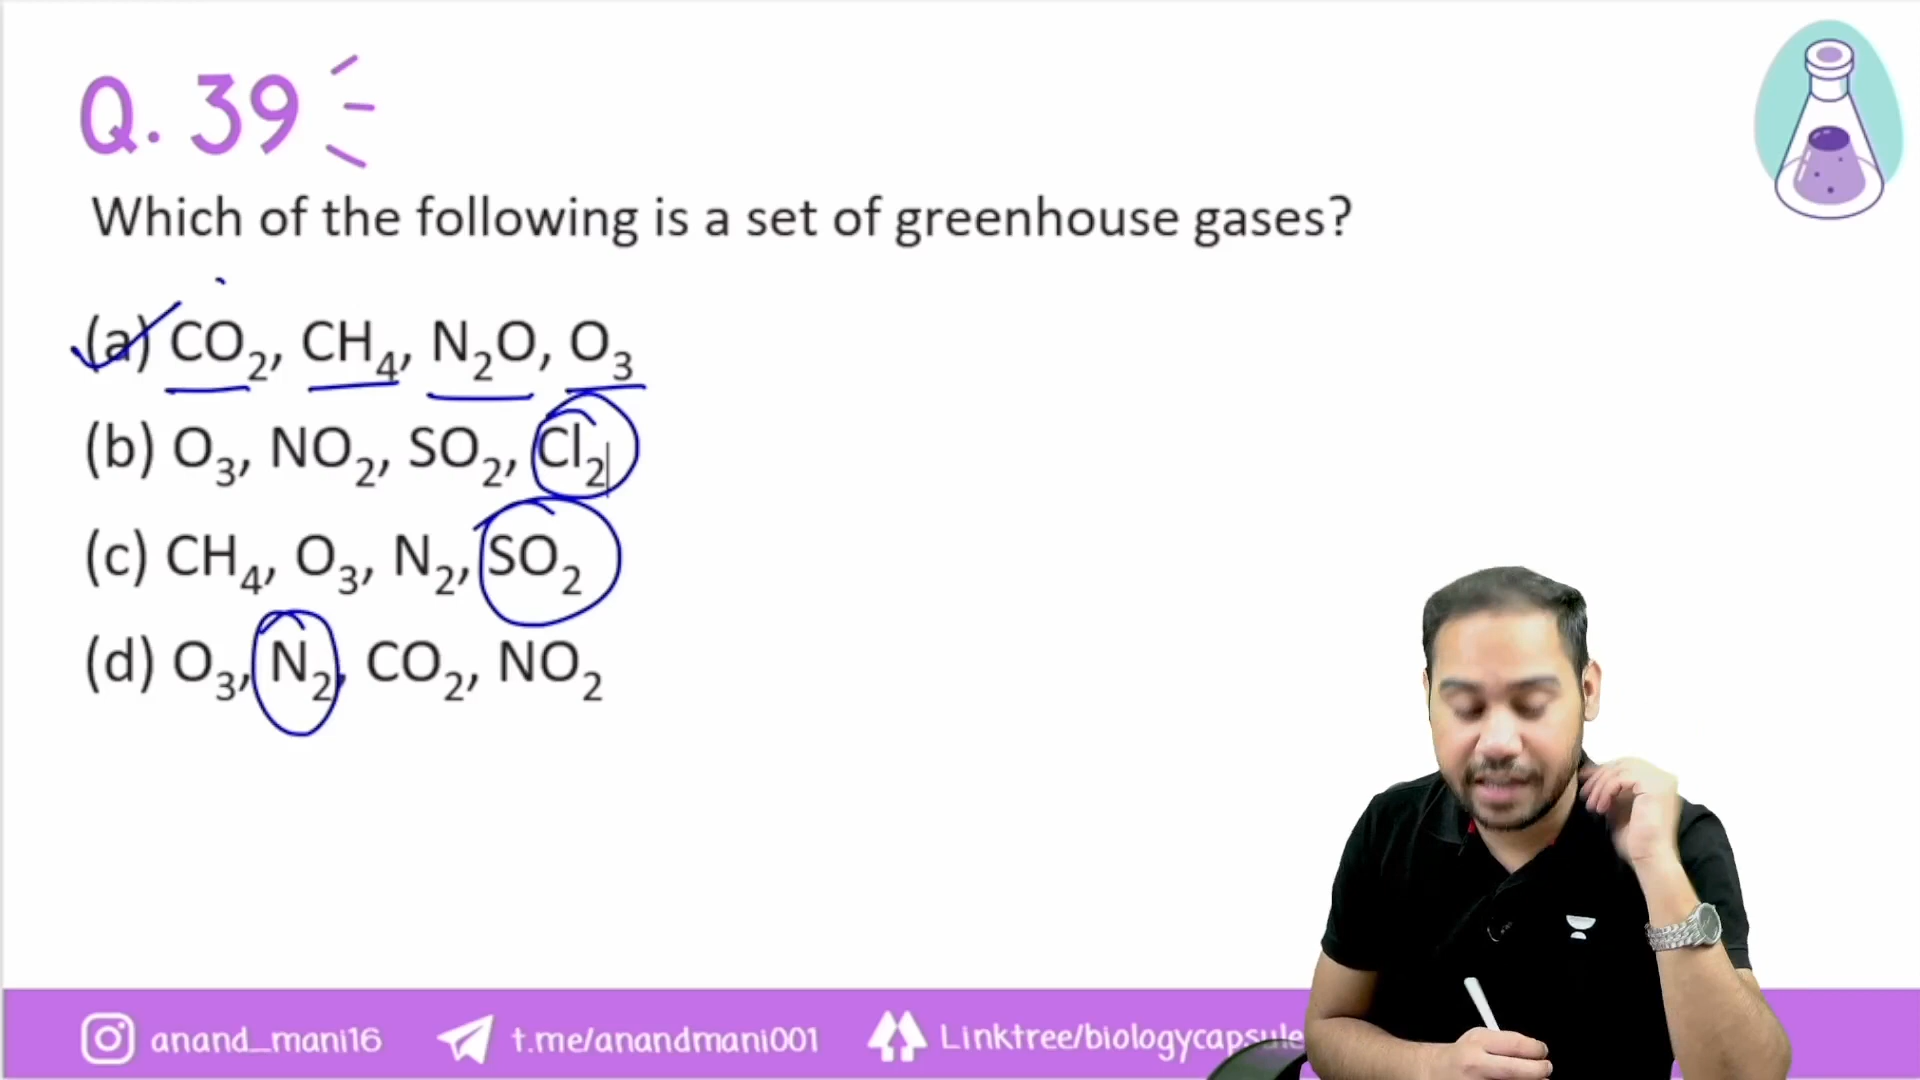 Q. 39
Which of the following is a set of greenhouse gases?
(a) CO₂, CH₄, N₂O, O₃
(b) O₃, NO₂, SO₂, Cl₂
(c) CH₄, O₃, N₂, SO₂
(d) O₃, N₂, CO₂, NO₂
anand_mani16 t.me/anandmani001 Linktree/biologycapsule